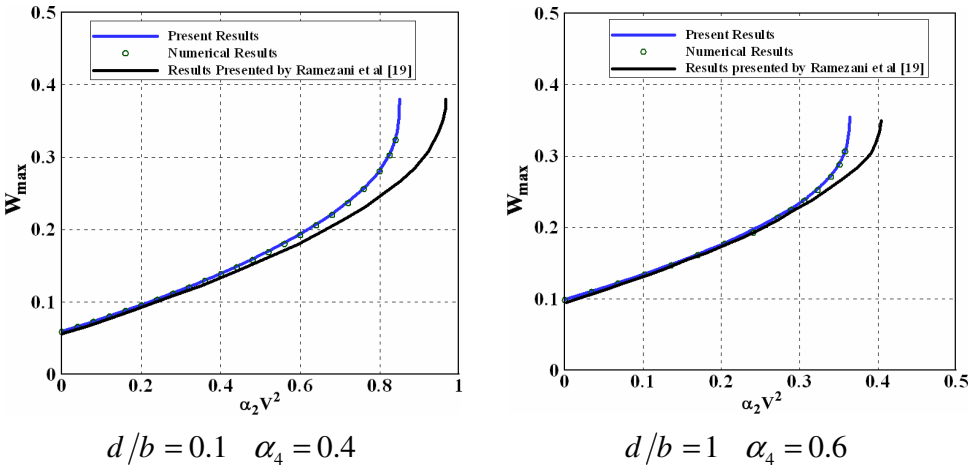 0.5
Present Results
Numerical Results
Results Presented by Ramezani et al [19]
0.4
0.3
W_max
0.2
0.1
0
0
0.2
0.4
0.6
0.8
1
α₂V²
d/b = 0.1 α₄ = 0.4
0.5
Present Results
Numerical Results
Results presented by Ramezani et al [19]
0.4
0.3
W_max
0.2
0.1
0
0
0.1
0.2
0.3
0.4
0.5
α₂V²
d/b = 1 α₄ = 0.6